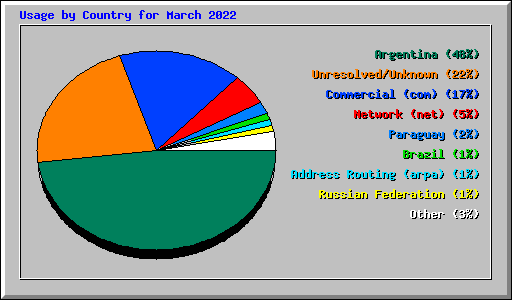 Usage by Country for March 2022
Argentina (48%)
Unresolved/Unknown (22%)
Commercial (com) (17%)
Network (net) (5%)
Paraguay (2%)
Brazil (1%)
Address Routing (arpa) (1%)
Russian Federation (1%)
Other (3%)